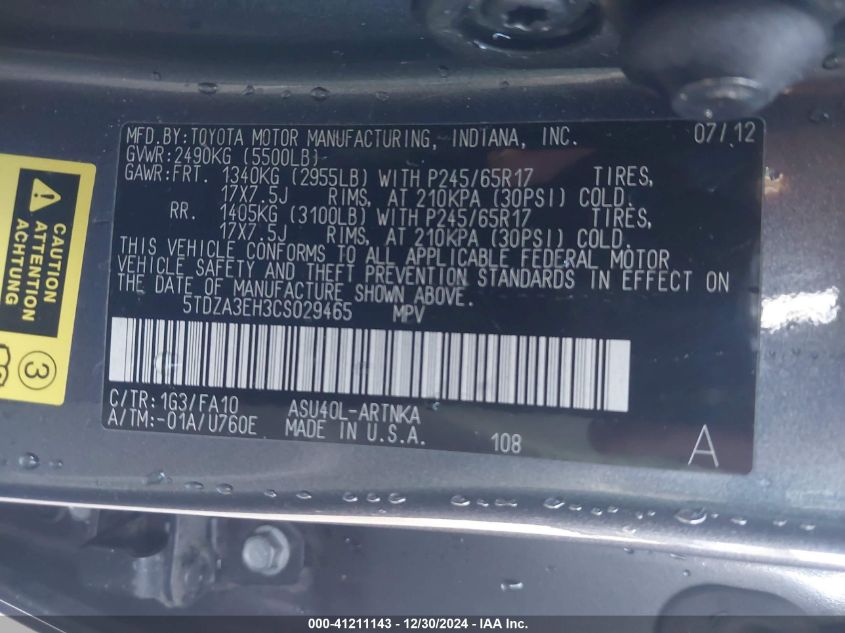 MFD.BY:TOYOTA MOTOR MANUFACTURING, INDIANA, INC. 07/12
GVWR:2490KG (5500LB)
GAWR:FRT. 1340KG (2955LB) WITH P245/65R17 TIRES,
17X7.5J RIMS, AT 210KPA (30PSI) COLD.
RR. 1405KG (3100LB) WITH P245/65R17 TIRES,
17X7.5J RIMS, AT 210KPA (30PSI) COLD.
THIS VEHICLE CONFORMS TO ALL APPLICABLE FEDERAL MOTOR
VEHICLE SAFETY AND THEFT PREVENTION STANDARDS IN EFFECT ON
THE DATE OF MANUFACTURE SHOWN ABOVE.
5TDZA3EH3CS029465 MPV
C/TR:1G3/FA10 ASU40L-ARTNKA
A/TM:-01A/U760E MADE IN U.S.A. 108 A
CAUTION
ATTENTION
ACHTUNG
3
000-41211143 - 12/30/2024 - IAA Inc.